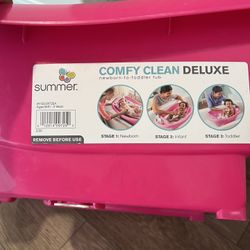 COMFY CLEAN DELUXE
newborn-to-toddler tub
summer
STAGE 1: Newborn
STAGE 2: Infant
STAGE 3: Toddler
REMOVE BEFORE USE